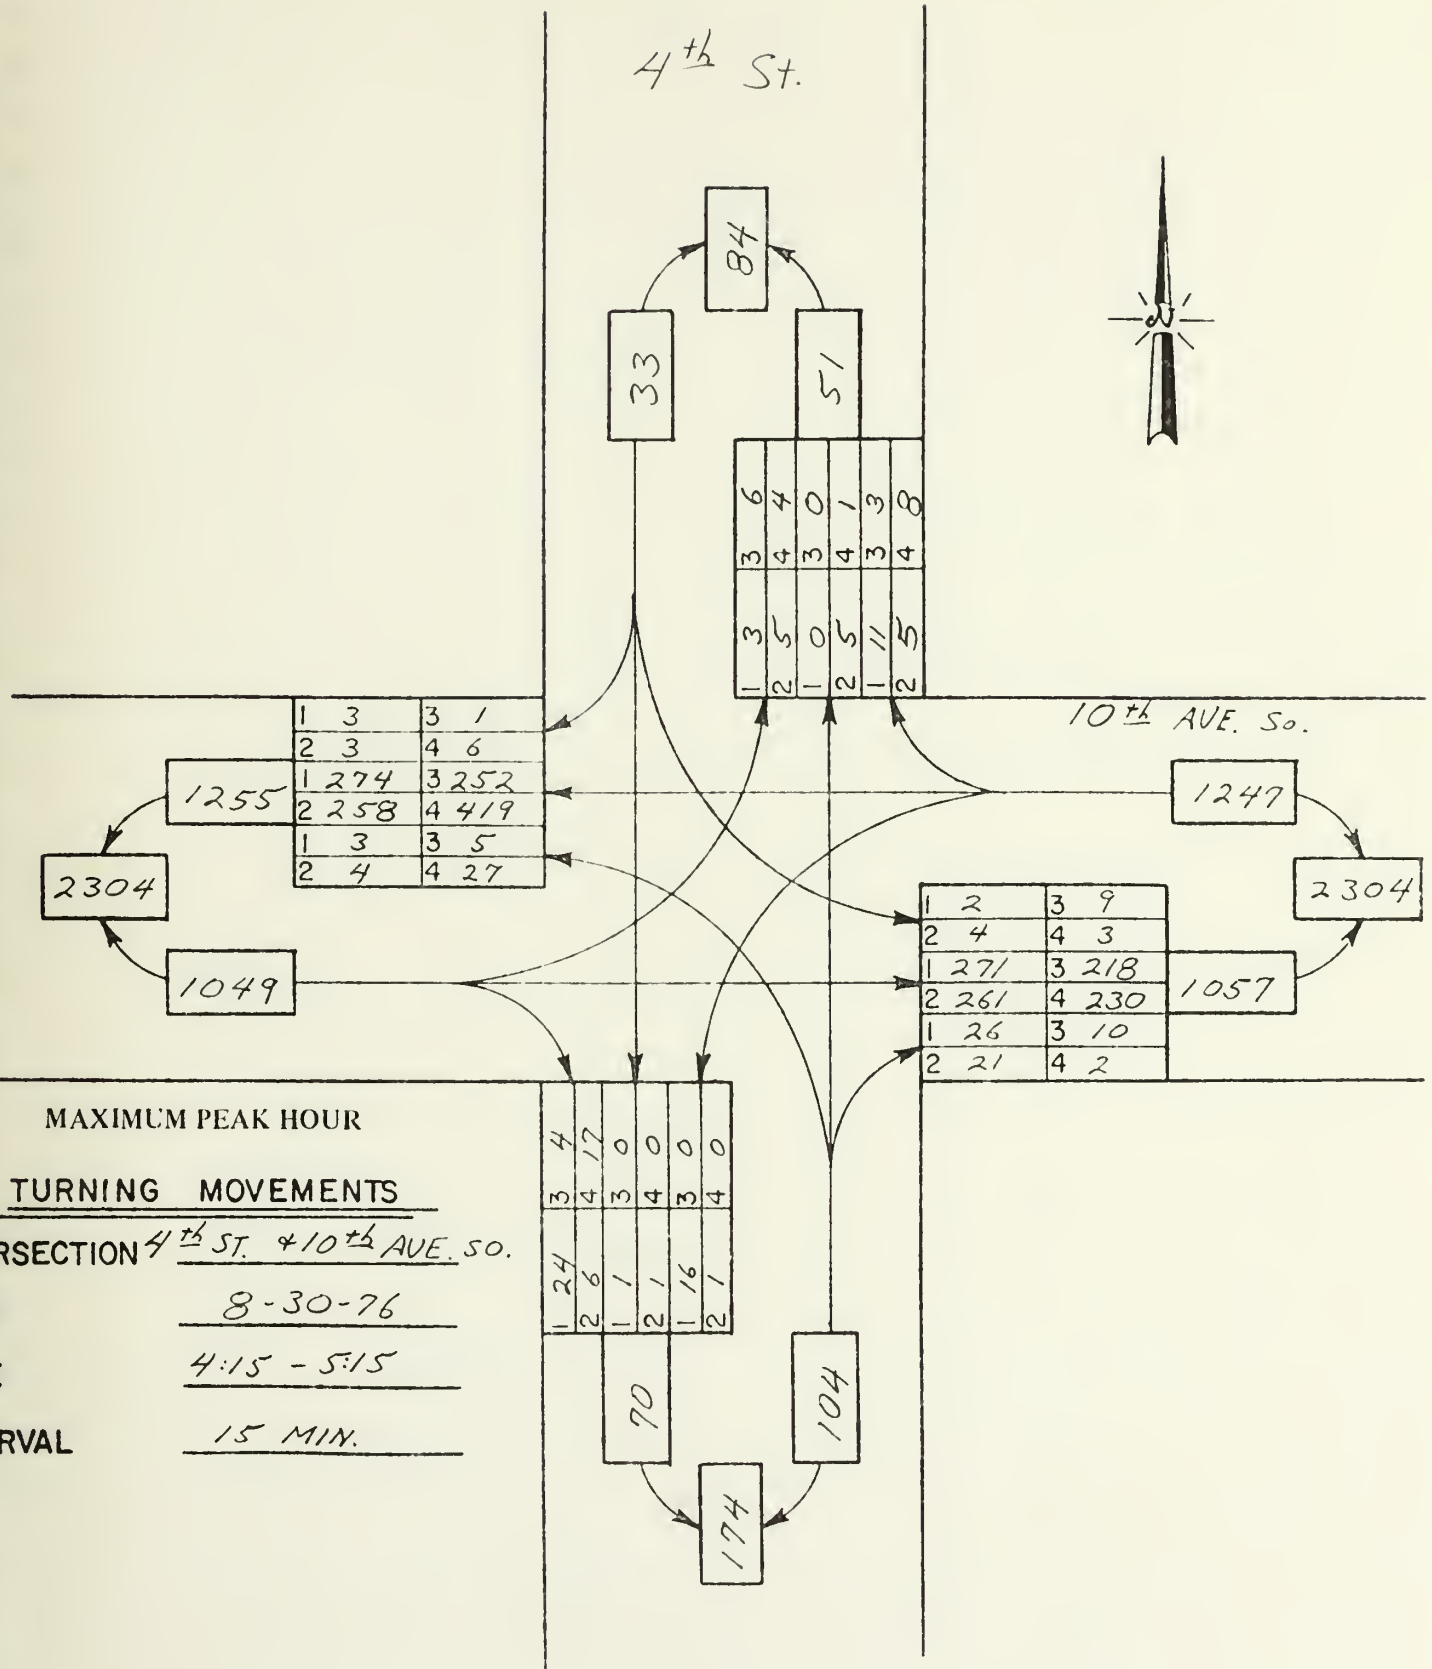 4th St.
84
33
51
3 6
4 4
3 0
4 1
3 3
4 8
1 3
2 5
1 0
2 5
1 11
2 5
N
10th AVE. So.
1 3 3 1
2 3 4 6
1 274 3 252
2 258 4 419
1 3 3 5
2 4 4 27
1255
2304
1049
1247
2304
1057
1 2 3 9
2 4 4 3
1 271 3 218
2 261 4 230
1 26 3 10
2 21 4 2
3 4
4 17
3 0
4 0
3 0
4 0
1 24
2 6
1 1
2 1
1 16
2 1
70
104
174
MAXIMUM PEAK HOUR
TURNING MOVEMENTS
RSECTION 4th ST. & 10th AVE. SO.
8-30-76
4:15 - 5:15
RVAL 15 MIN.